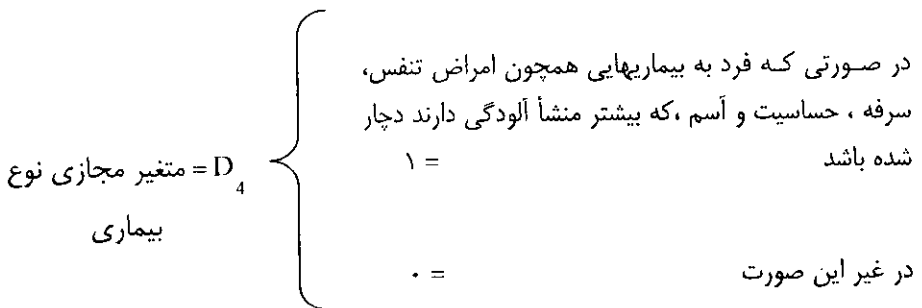 در صورتی که فرد به بیماریهایی همچون امراض تنفس،
سرفه ، حساسیت و آسم ،که بیشتر منشأ آلودگی دارند دچار
شده باشد = ۱
D4 = متغیر مجازی نوع
بیماری
در غیر این صورت = ۰